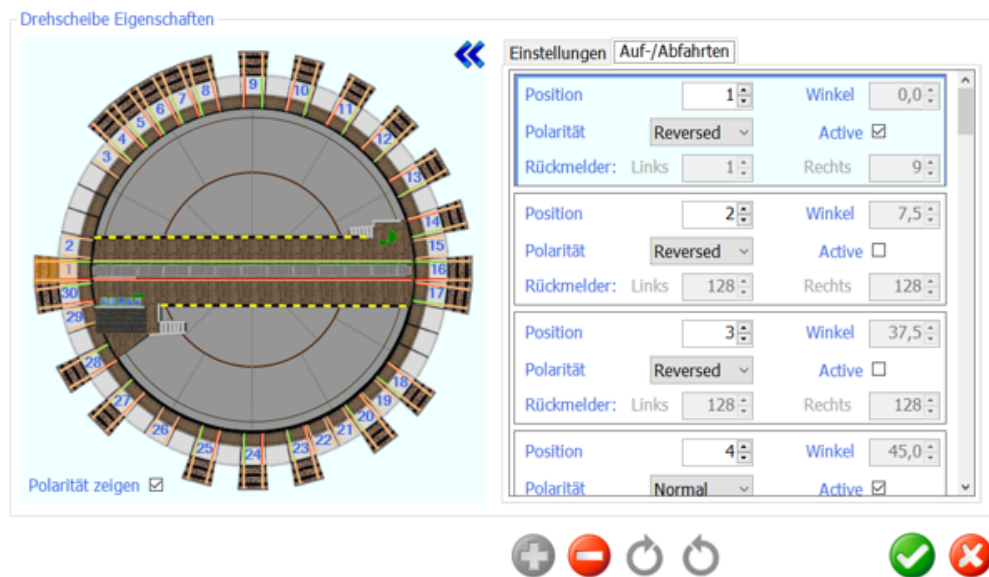 Drehscheibe Eigenschaften
Einstellungen Auf-/Abfahrten
Position 1 Winkel 0,0
Polarität Reversed Active
Rückmelder: Links 1 Rechts 9
Position 2 Winkel 7,5
Polarität Reversed Active
Rückmelder: Links 128 Rechts 128
Position 3 Winkel 37,5
Polarität Reversed Active
Rückmelder: Links 128 Rechts 128
Position 4 Winkel 45,0
Polarität Normal Active
1
2
3
4
5
6
7
8
9
10
11
12
13
14
15
16
17
18
19
20
21
22
23
24
25
26
27
28
29
30
Polarität zeigen